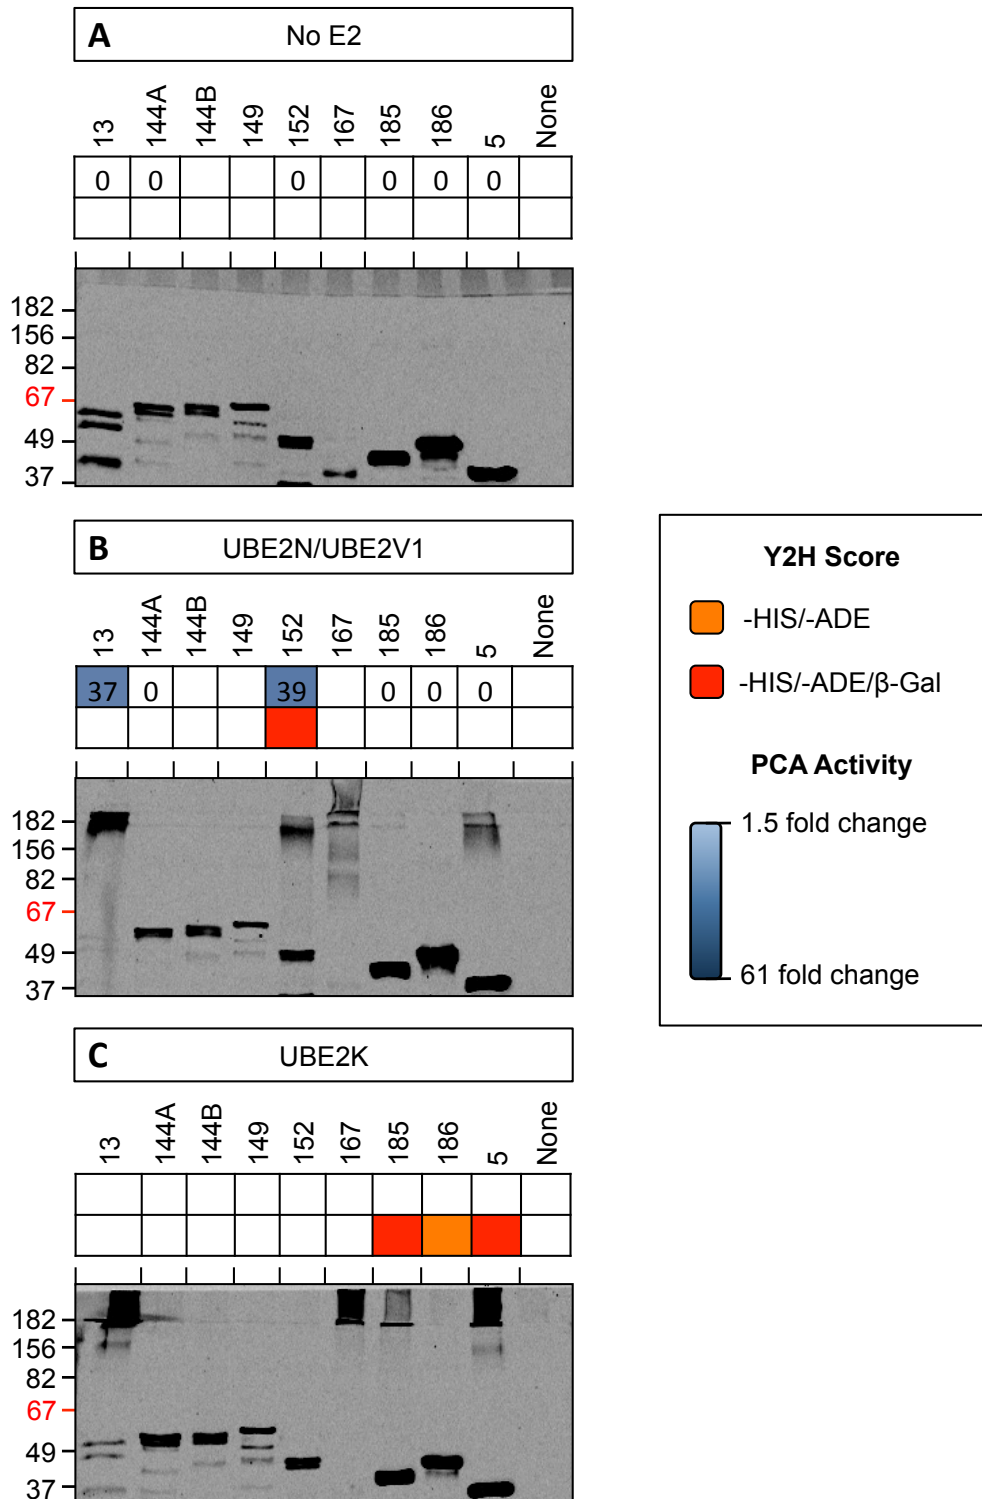 A No E2
13 144A 144B 149 152 167 185 186 5 None
0 0 0 0 0 0
182
156
82
67
49
37
B UBE2N/UBE2V1
13 144A 144B 149 152 167 185 186 5 None
37 0 39 0 0 0
182
156
82
67
49
37
C UBE2K
13 144A 144B 149 152 167 185 186 5 None
182
156
82
67
49
37
Y2H Score
-HIS/-ADE
-HIS/-ADE/β-Gal
PCA Activity
1.5 fold change
61 fold change